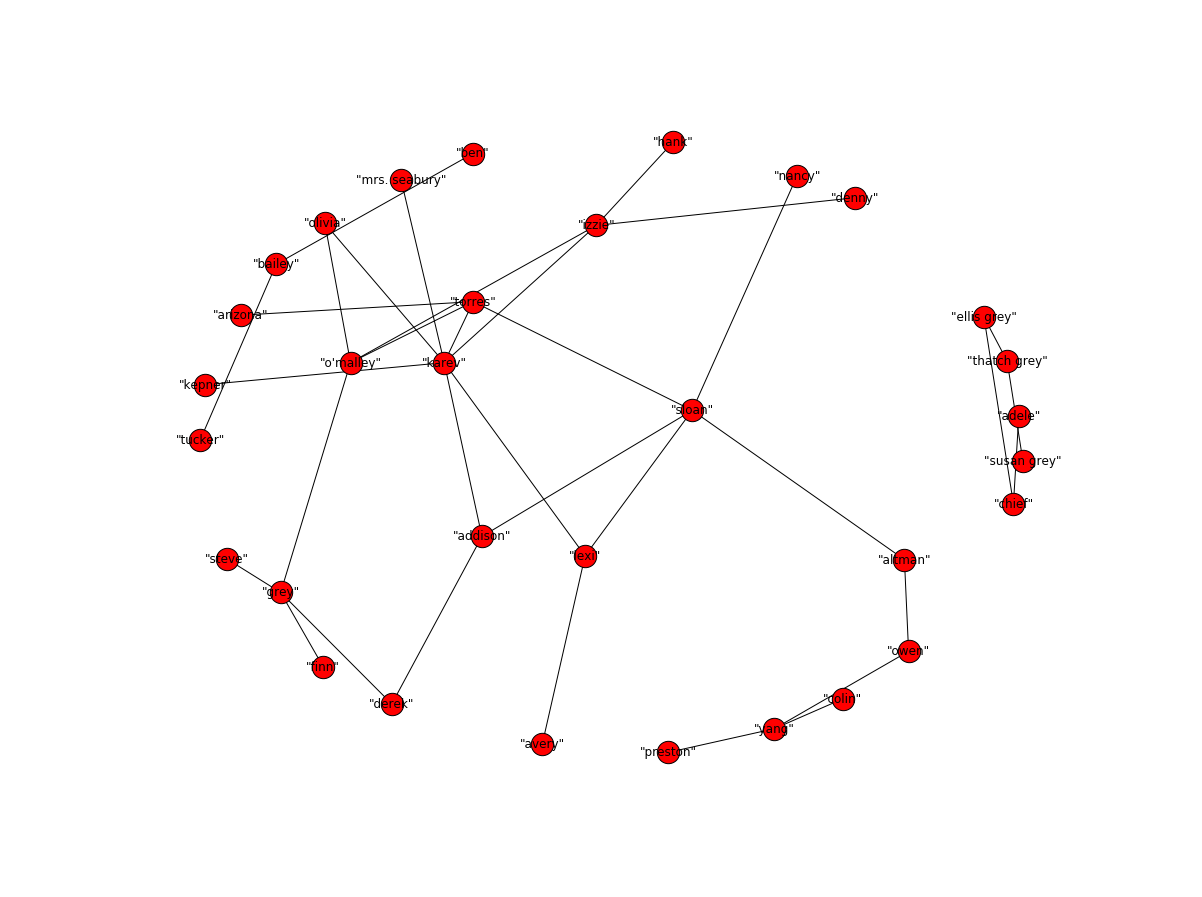 "hank"
"ben"
"nancy"
"mrs. seabury"
"denny"
"olivia"
"izzie"
"bailey"
"torres"
"arizona"
"ellis grey"
"o'malley"
"karev"
"thatch grey"
"kepner"
"sloan"
"adele"
"tucker"
"susan grey"
"chief"
"addison"
"lexi"
"steve"
"altman"
"grey"
"owen"
"finn"
"colin"
"derek"
"yang"
"avery"
"preston"